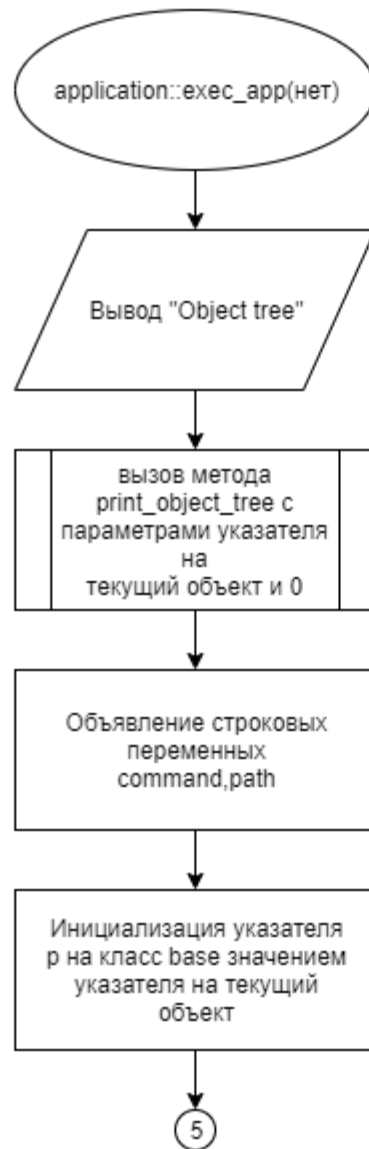 application::exec_app(нет)
Вывод "Object tree"
вызов метода
print_object_tree с
параметрами указателя
на
текущий объект и 0
Объявление строковых
переменных
command,path
Инициализация указателя
p на класс base значением
указателя на текущий
объект
5